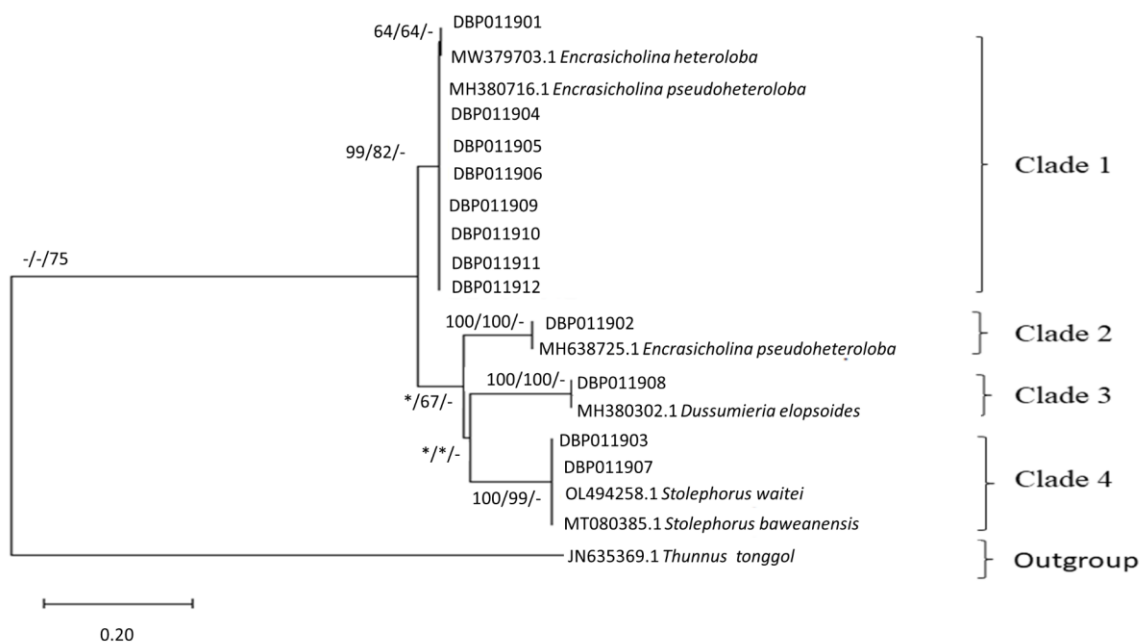 DBP011901
64/64/-
MW379703.1 Encrasicholina heteroloba
MH380716.1 Encrasicholina pseudoheteroloba
DBP011904
DBP011905
99/82/-
DBP011906
Clade 1
DBP011909
DBP011910
-/-/75
DBP011911
DBP011912
100/100/-
DBP011902
Clade 2
MH638725.1 Encrasicholina pseudoheteroloba
100/100/-
DBP011908
Clade 3
*/67/-
MH380302.1 Dussumieria elopsoides
DBP011903
*/*/-
DBP011907
Clade 4
100/99/-
OL494258.1 Stolephorus waitei
MT080385.1 Stolephorus baweanensis
JN635369.1 Thunnus tonggol
Outgroup
0.20